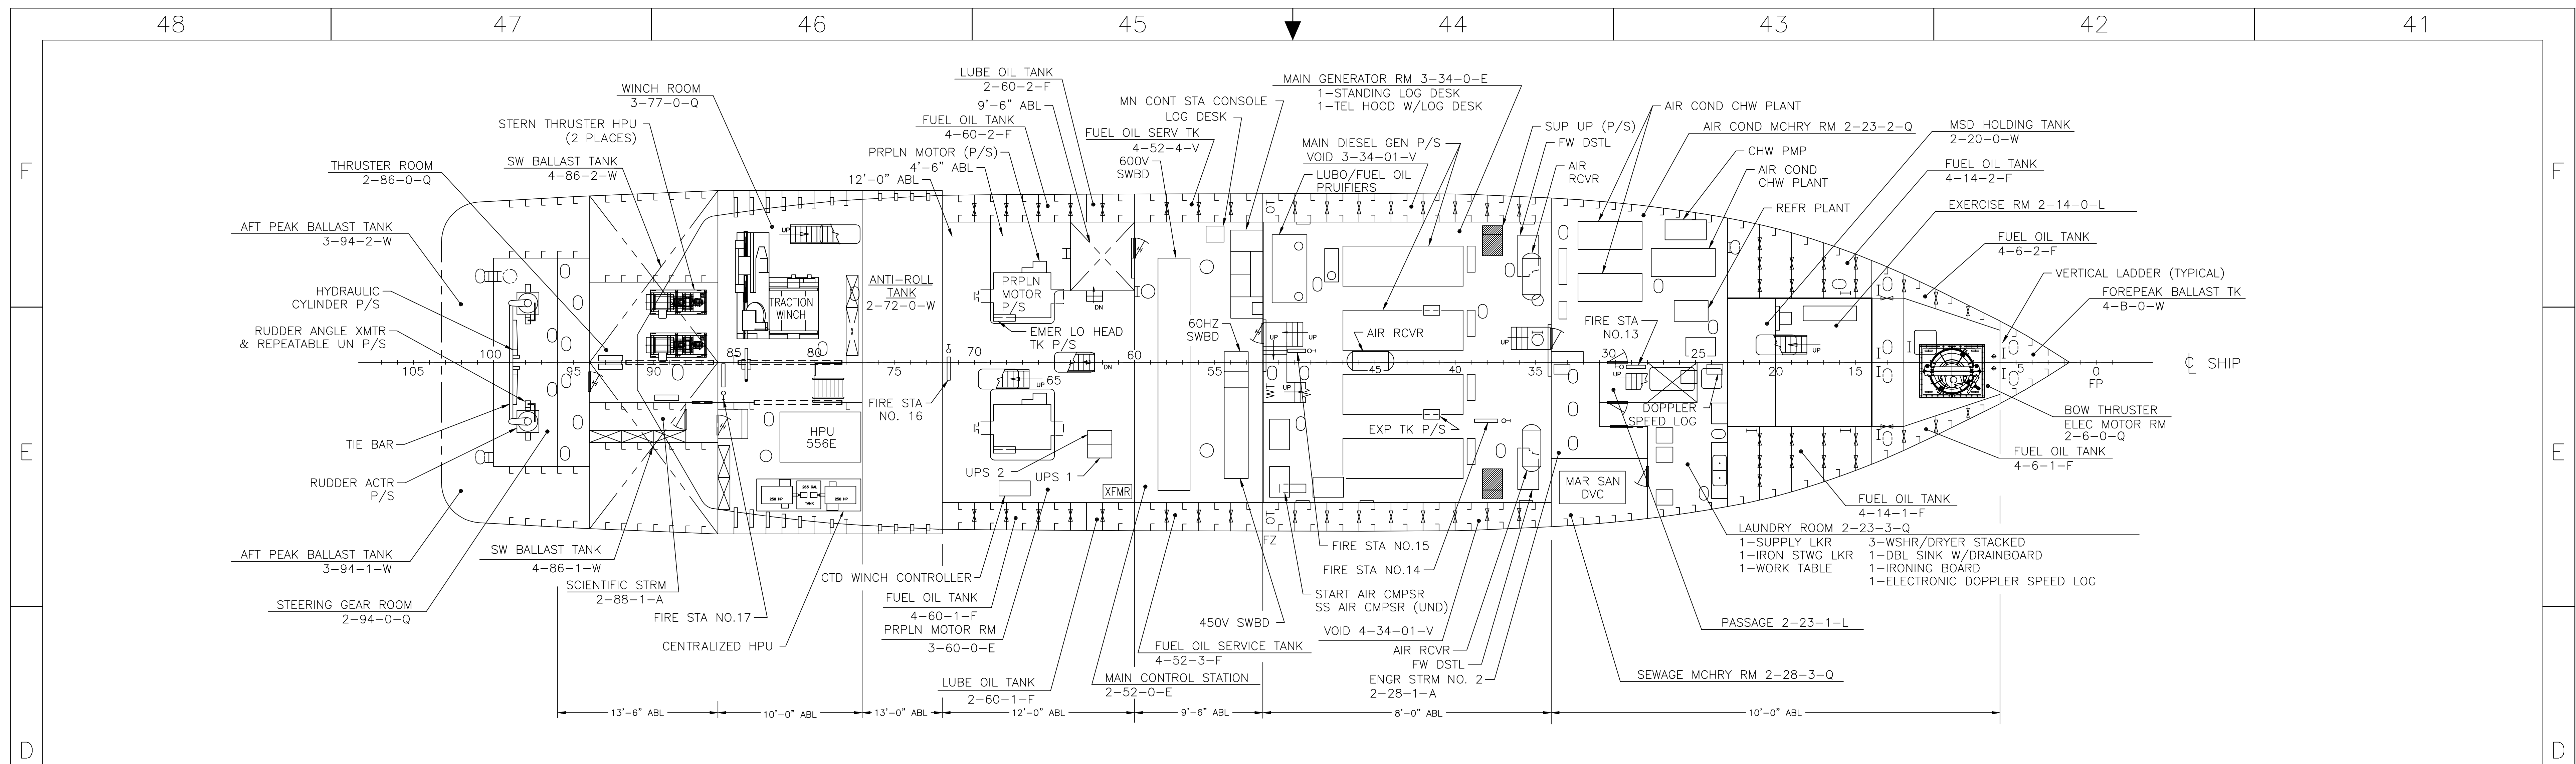 48
47
46
45
44
43
42
41
F
F
E
E
D
D
WINCH ROOM
3-77-0-Q
STERN THRUSTER HPU
(2 PLACES)
THRUSTER ROOM
2-86-0-Q
SW BALLAST TANK
4-86-2-W
AFT PEAK BALLAST TANK
3-94-2-W
HYDRAULIC
CYLINDER P/S
RUDDER ANGLE XMTR
& REPEATABLE UN P/S
TIE BAR
RUDDER ACTR
P/S
AFT PEAK BALLAST TANK
3-94-1-W
STEERING GEAR ROOM
2-94-0-Q
SW BALLAST TANK
4-86-1-W
SCIENTIFIC STRM
2-88-1-A
FIRE STA NO.17
CENTRALIZED HPU
LUBE OIL TANK
2-60-2-F
9'-6" ABL
FUEL OIL TANK
4-60-2-F
PRPLN MOTOR (P/S)
4'-6" ABL
12'-0" ABL
MN CONT STA CONSOLE
LOG DESK
FUEL OIL SERV TK
4-52-4-V
600V
SWBD
MAIN GENERATOR RM 3-34-0-E
1-STANDING LOG DESK
1-TEL HOOD W/LOG DESK
MAIN DIESEL GEN P/S
VOID 3-34-01-V
LUBO/FUEL OIL
PRUIFIERS
SUP UP (P/S)
FW DSTL
AIR
RCVR
AIR COND CHW PLANT
AIR COND MCHRY RM 2-23-2-Q
CHW PMP
AIR COND
CHW PLANT
REFR PLANT
MSD HOLDING TANK
2-20-0-W
FUEL OIL TANK
4-14-2-F
EXERCISE RM 2-14-0-L
FUEL OIL TANK
4-6-2-F
VERTICAL LADDER (TYPICAL)
FOREPEAK BALLAST TK
4-B-0-W
℄ SHIP
UP
TRACTION
WINCH
ANTI-ROLL
TANK
2-72-0-W
PRPLN
MOTOR
P/S
EMER LO HEAD
TK P/S
DN
DN
UP
60HZ
SWBD
OT
WT
OT
FZ
UP
UP
UP
UP
AIR RCVR
EXP TK P/S
FIRE STA
NO.13
UP
UP
DOPPLER
SPEED LOG
105
100
95
90
85
80
75
70
65
60
55
45
35
30
25
20
15
5
0
FP
HPU
556E
250 HP
265 GAL
TANK
250 HP
FIRE STA
NO. 16
UPS 2
UPS 1
XFMR
MAR SAN
DVC
BOW THRUSTER
ELEC MOTOR RM
2-6-0-Q
FUEL OIL TANK
4-6-1-F
FUEL OIL TANK
4-14-1-F
LAUNDRY ROOM 2-23-3-Q
1-SUPPLY LKR
1-IRON STWG LKR
1-WORK TABLE
3-WSHR/DRYER STACKED
1-DBL SINK W/DRAINBOARD
1-IRONING BOARD
1-ELECTRONIC DOPPLER SPEED LOG
PASSAGE 2-23-1-L
SEWAGE MCHRY RM 2-28-3-Q
CTD WINCH CONTROLLER
FUEL OIL TANK
4-60-1-F
PRPLN MOTOR RM
3-60-0-E
LUBE OIL TANK
2-60-1-F
MAIN CONTROL STATION
2-52-0-E
FUEL OIL SERVICE TANK
4-52-3-F
450V SWBD
FIRE STA NO.15
FIRE STA NO.14
START AIR CMPSR
SS AIR CMPSR (UND)
VOID 4-34-01-V
AIR RCVR
FW DSTL
ENGR STRM NO. 2
2-28-1-A
13'-6" ABL
10'-0" ABL
13'-0" ABL
12'-0" ABL
9'-6" ABL
8'-0" ABL
10'-0" ABL